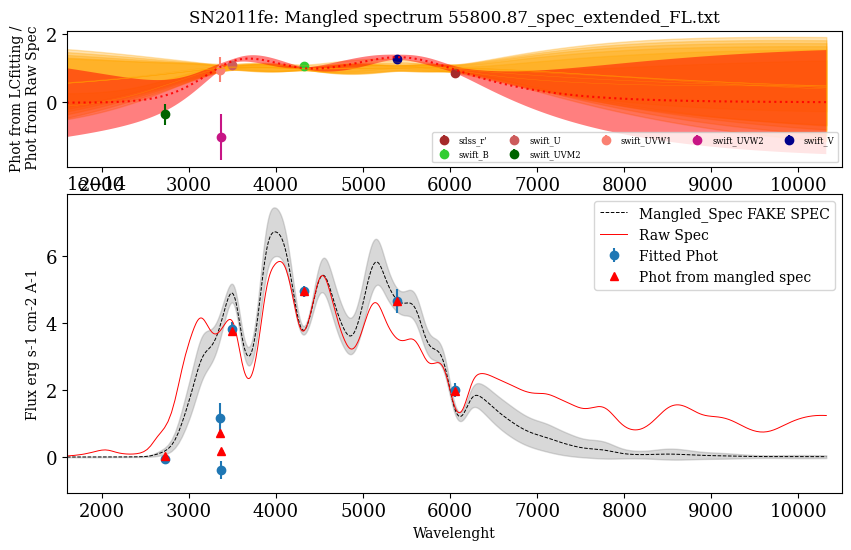 SN2011fe: Mangled spectrum 55800.87_spec_extended_FL.txt
Phot from LCfitting /
Phot from Raw Spec
2
0
sdss_r' swift_U swift_UVW1 swift_UVW2 swift_V
swift_B swift_UVM2
2000 3000 4000 5000 6000 7000 8000 9000 10000
Flux erg s-1 cm-2 A-1
6
4
2
0
Mangled_Spec FAKE SPEC
Raw Spec
Fitted Phot
Phot from mangled spec
2000 3000 4000 5000 6000 7000 8000 9000 10000
Wavelenght